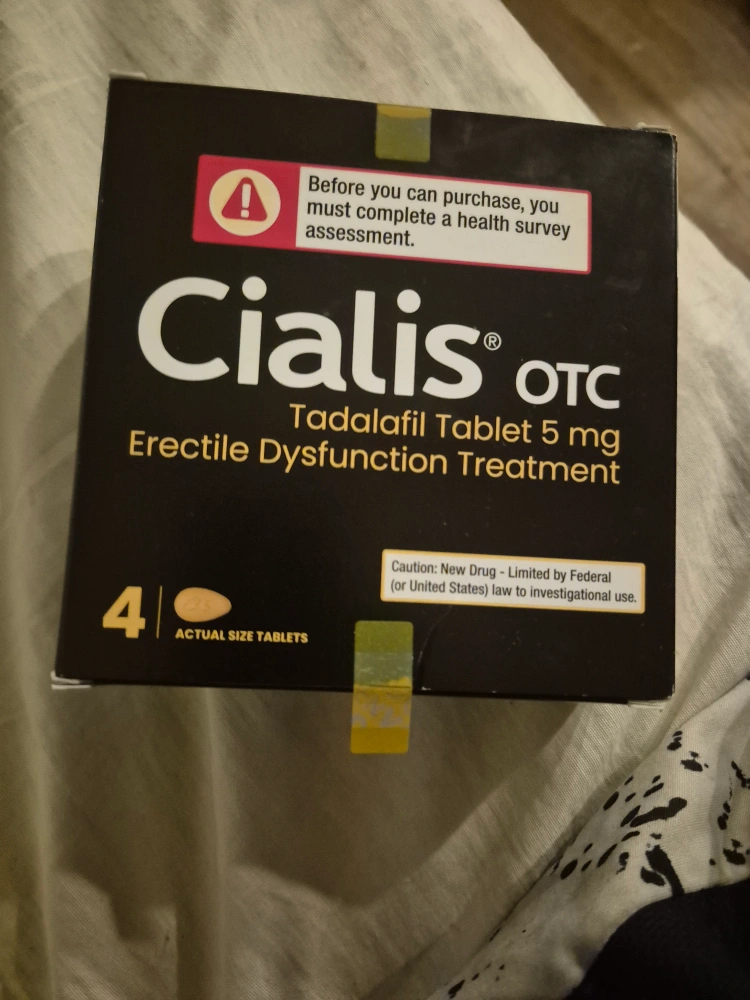 Before you can purchase, you
must complete a health survey
assessment.
Cialis® OTC
Tadalafil Tablet 5 mg
Erectile Dysfunction Treatment
Caution: New Drug - Limited by Federal
(or United States) law to investigational use.
4
ACTUAL SIZE TABLETS